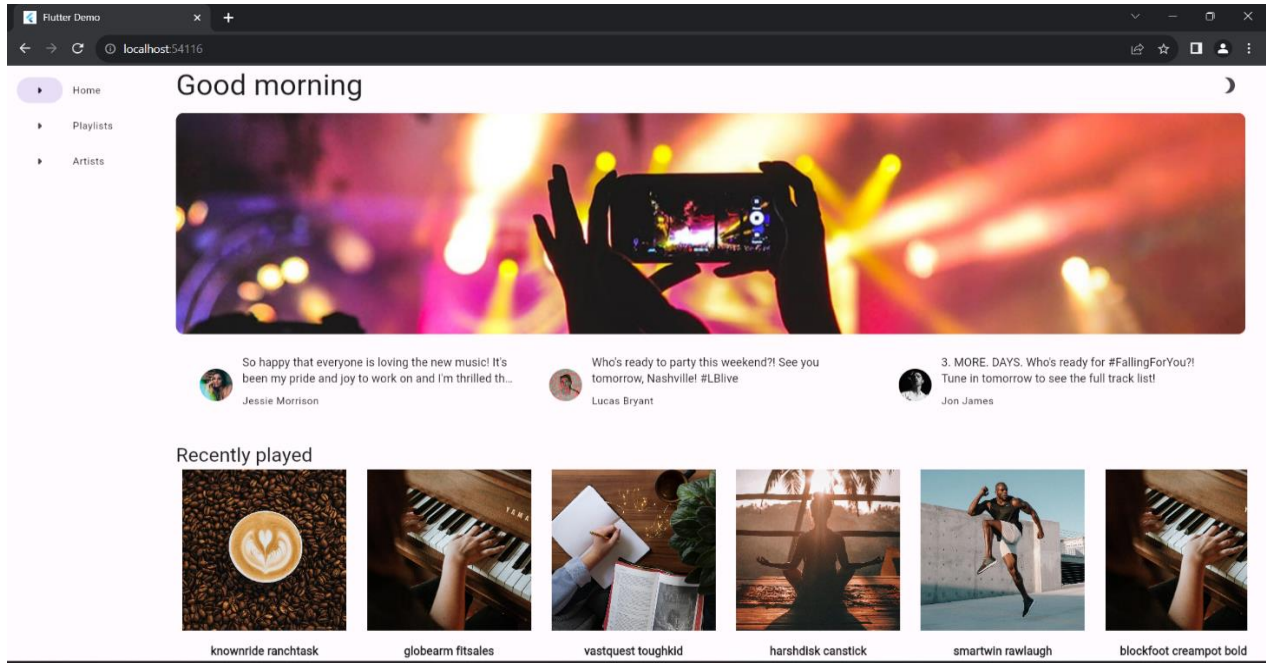 Flutter Demo
localhost:54116
Home
Playlists
Artists
Good morning
So happy that everyone is loving the new music! It's
been my pride and joy to work on and I'm thrilled th...
Jessie Morrison
Who's ready to party this weekend?! See you
tomorrow, Nashville! #LBlive
Lucas Bryant
3. MORE. DAYS. Who's ready for #FallingForYou?!
Tune in tomorrow to see the full track list!
Jon James
Recently played
YAMA
knownride ranchtask
globearm fitsales
vastquest toughkid
harshdisk canstick
smartwin rawlaugh
blockfoot creampot bold